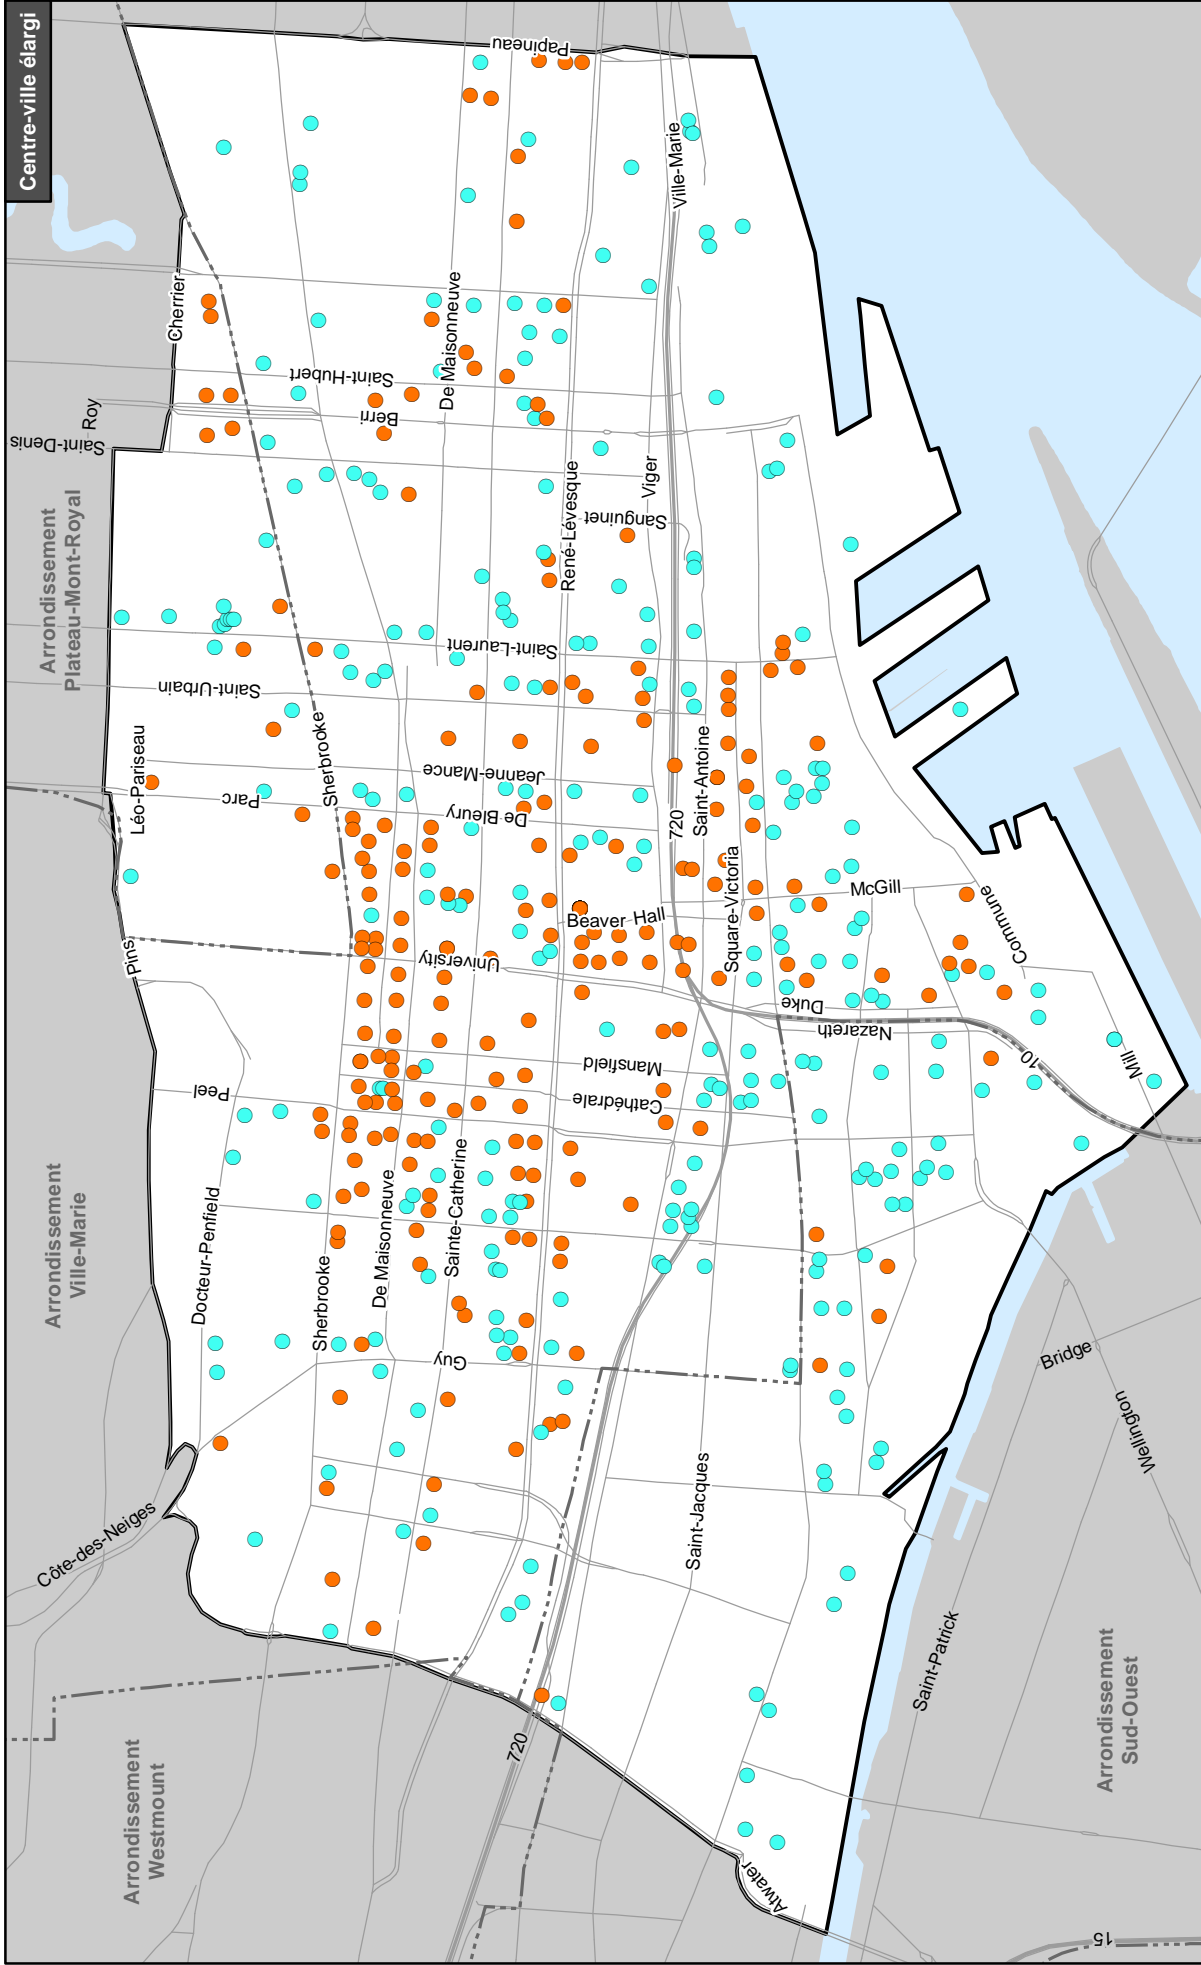 Centre-ville élargi
Papineau
Ville-Marie
Cherrier
De Maisonneuve
Saint-Hubert
Berri
Roy
Saint-Denis
Viger
René-Lévesque
Sanguinet
Arrondissement
Plateau-Mont-Royal
Saint-Laurent
Saint-Urbain
Léo-Pariseau
Sherbrooke
Jeanne-Mance
Parc
De Bleury
720
Saint-Antoine
Square-Victoria
McGill
Beaver Hall
Commune
Pins
University
Duke
Nazareth
Mansfield
Peel
Cathédrale
10
Mill
Arrondissement
Ville-Marie
Docteur-Penfield
Sherbrooke
De Maisonneuve
Sainte-Catherine
Guy
Bridge
Wellington
Côte-des-Neiges
Saint-Jacques
Saint-Patrick
Arrondissement
Sud-Ouest
Arrondissement
Westmount
720
Atwater
15